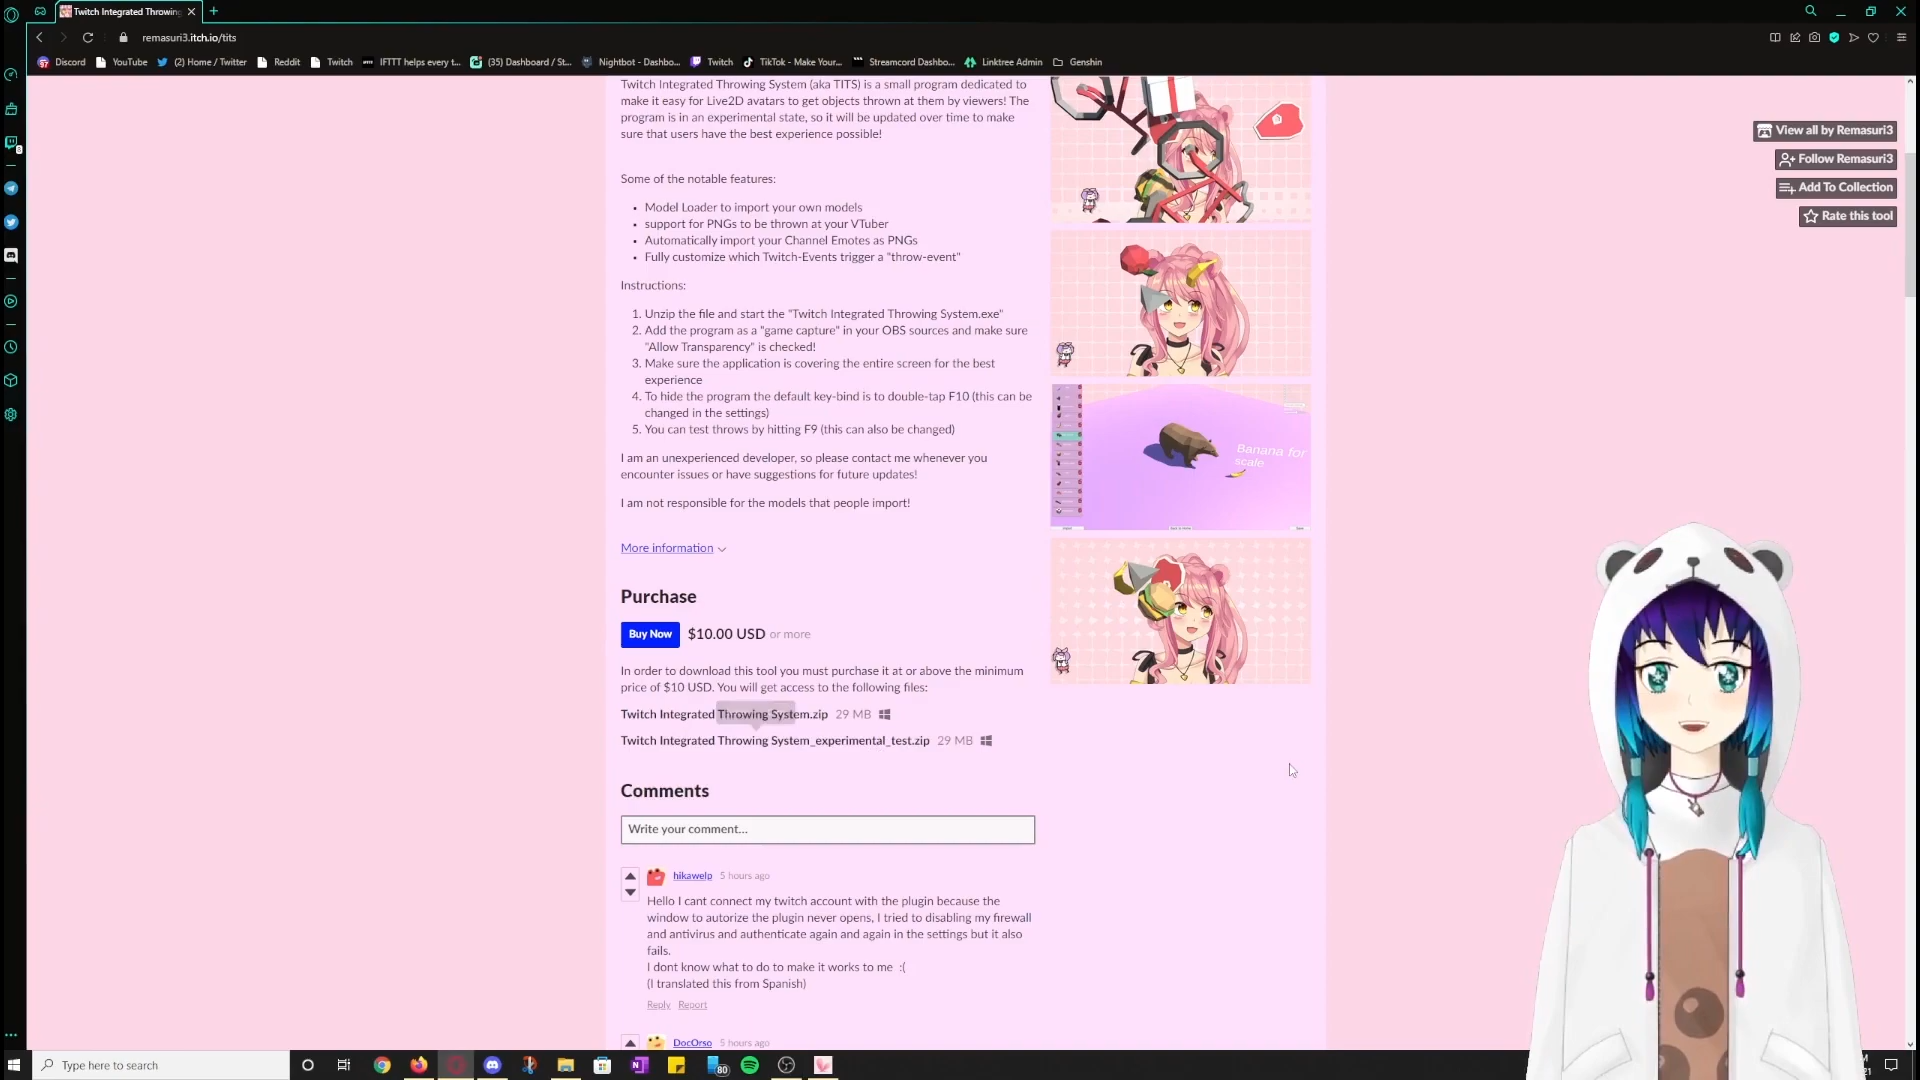 Twitch Integrated Throwing
remasuri3.itch.io/tits
Discord YouTube (2) Home / Twitter Reddit Twitch IFTTT helps every t... (35) Dashboard / St... Nightbot - Dashbo... Twitch TikTok - Make Your... Streamcord Dashbo... Linktree Admin Genshin
Twitch Integrated Throwing System (aka TITS) is a small program dedicated to
make it easy for Live2D avatars to get objects thrown at them by viewers! The
program is in an experimental state, so it will be updated over time to make
sure that users have the best experience possible!
Some of the notable features:
• Model Loader to import your own models
• support for PNGs to be thrown at your VTuber
• Automatically import your Channel Emotes as PNGs
• Fully customize which Twitch-Events trigger a "throw-event"
Instructions:
1. Unzip the file and start the "Twitch Integrated Throwing System.exe"
2. Add the program as a "game capture" in your OBS sources and make sure
"Allow Transparency" is checked!
3. Make sure the application is covering the entire screen for the best
experience
4. To hide the program the default key-bind is to double-tap F10 (this can be
changed in the settings)
5. You can test throws by hitting F9 (this can also be changed)
I am an unexperienced developer, so please contact me whenever you
encounter issues or have suggestions for future updates!
I am not responsible for the models that people import!
More information
Purchase
Buy Now $10.00 USD or more
In order to download this tool you must purchase it at or above the minimum
price of $10 USD. You will get access to the following files:
Twitch Integrated Throwing System.zip 29 MB
Twitch Integrated Throwing System_experimental_test.zip 29 MB
Comments
Write your comment...
hikawelp 5 hours ago
Hello I cant connect my twitch account with the plugin because the
window to autorize the plugin never opens, I tried to disabling my firewall
and antivirus and authenticate again and again in the settings but it also
fails.
I dont know what to do to make it works to me :(
(I translated this from Spanish)
Reply Report
DocOrso 5 hours ago
Banana for
scale
View all by Remasuri3
Follow Remasuri3
Add To Collection
Rate this tool
Type here to search
80